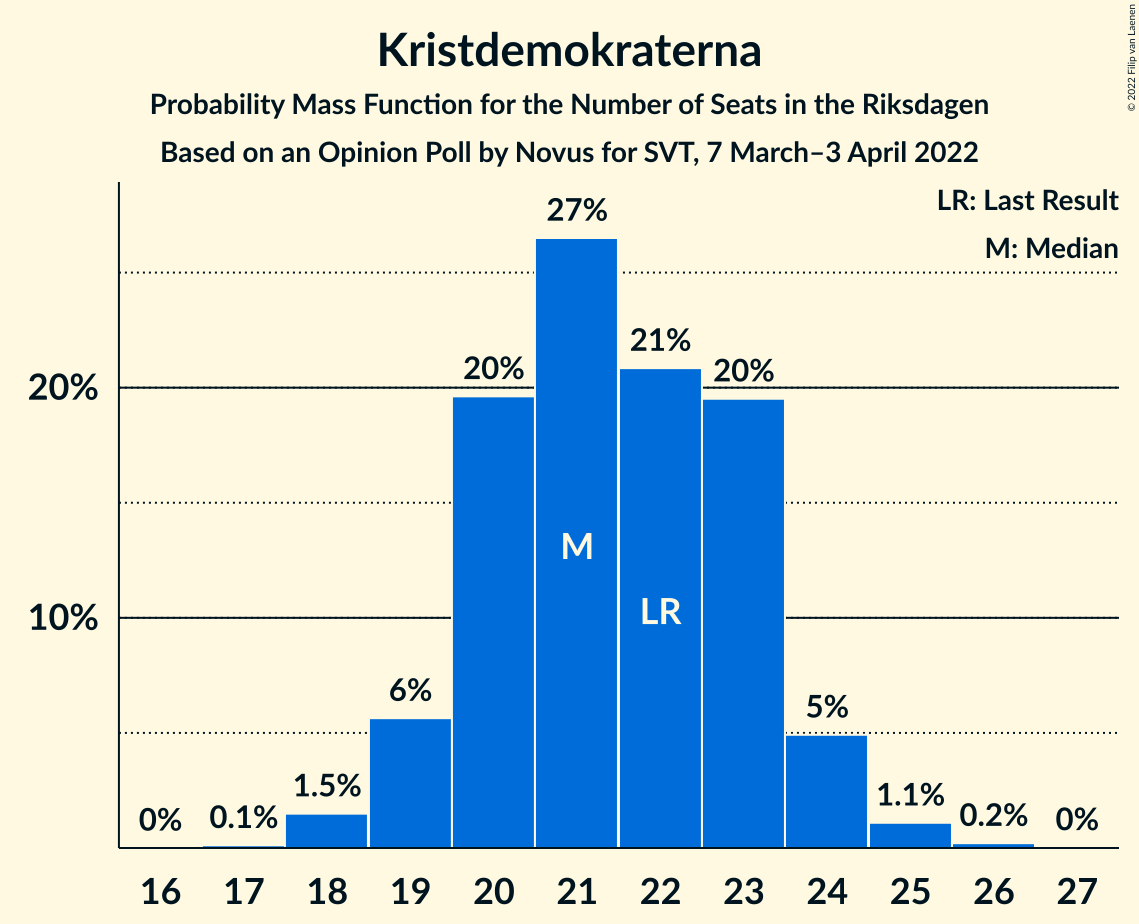 Kristdemokraterna
Probability Mass Function for the Number of Seats in the Riksdagen
Based on an Opinion Poll by Novus for SVT, 7 March–3 April 2022
© 2022 Filip van Laenen
LR: Last Result
M: Median
27%
21%
20%
20%
20%
M
LR
10%
6%
5%
1.5%
1.1%
0%
0.1%
0.2%
0%
16 17 18 19 20 21 22 23 24 25 26 27